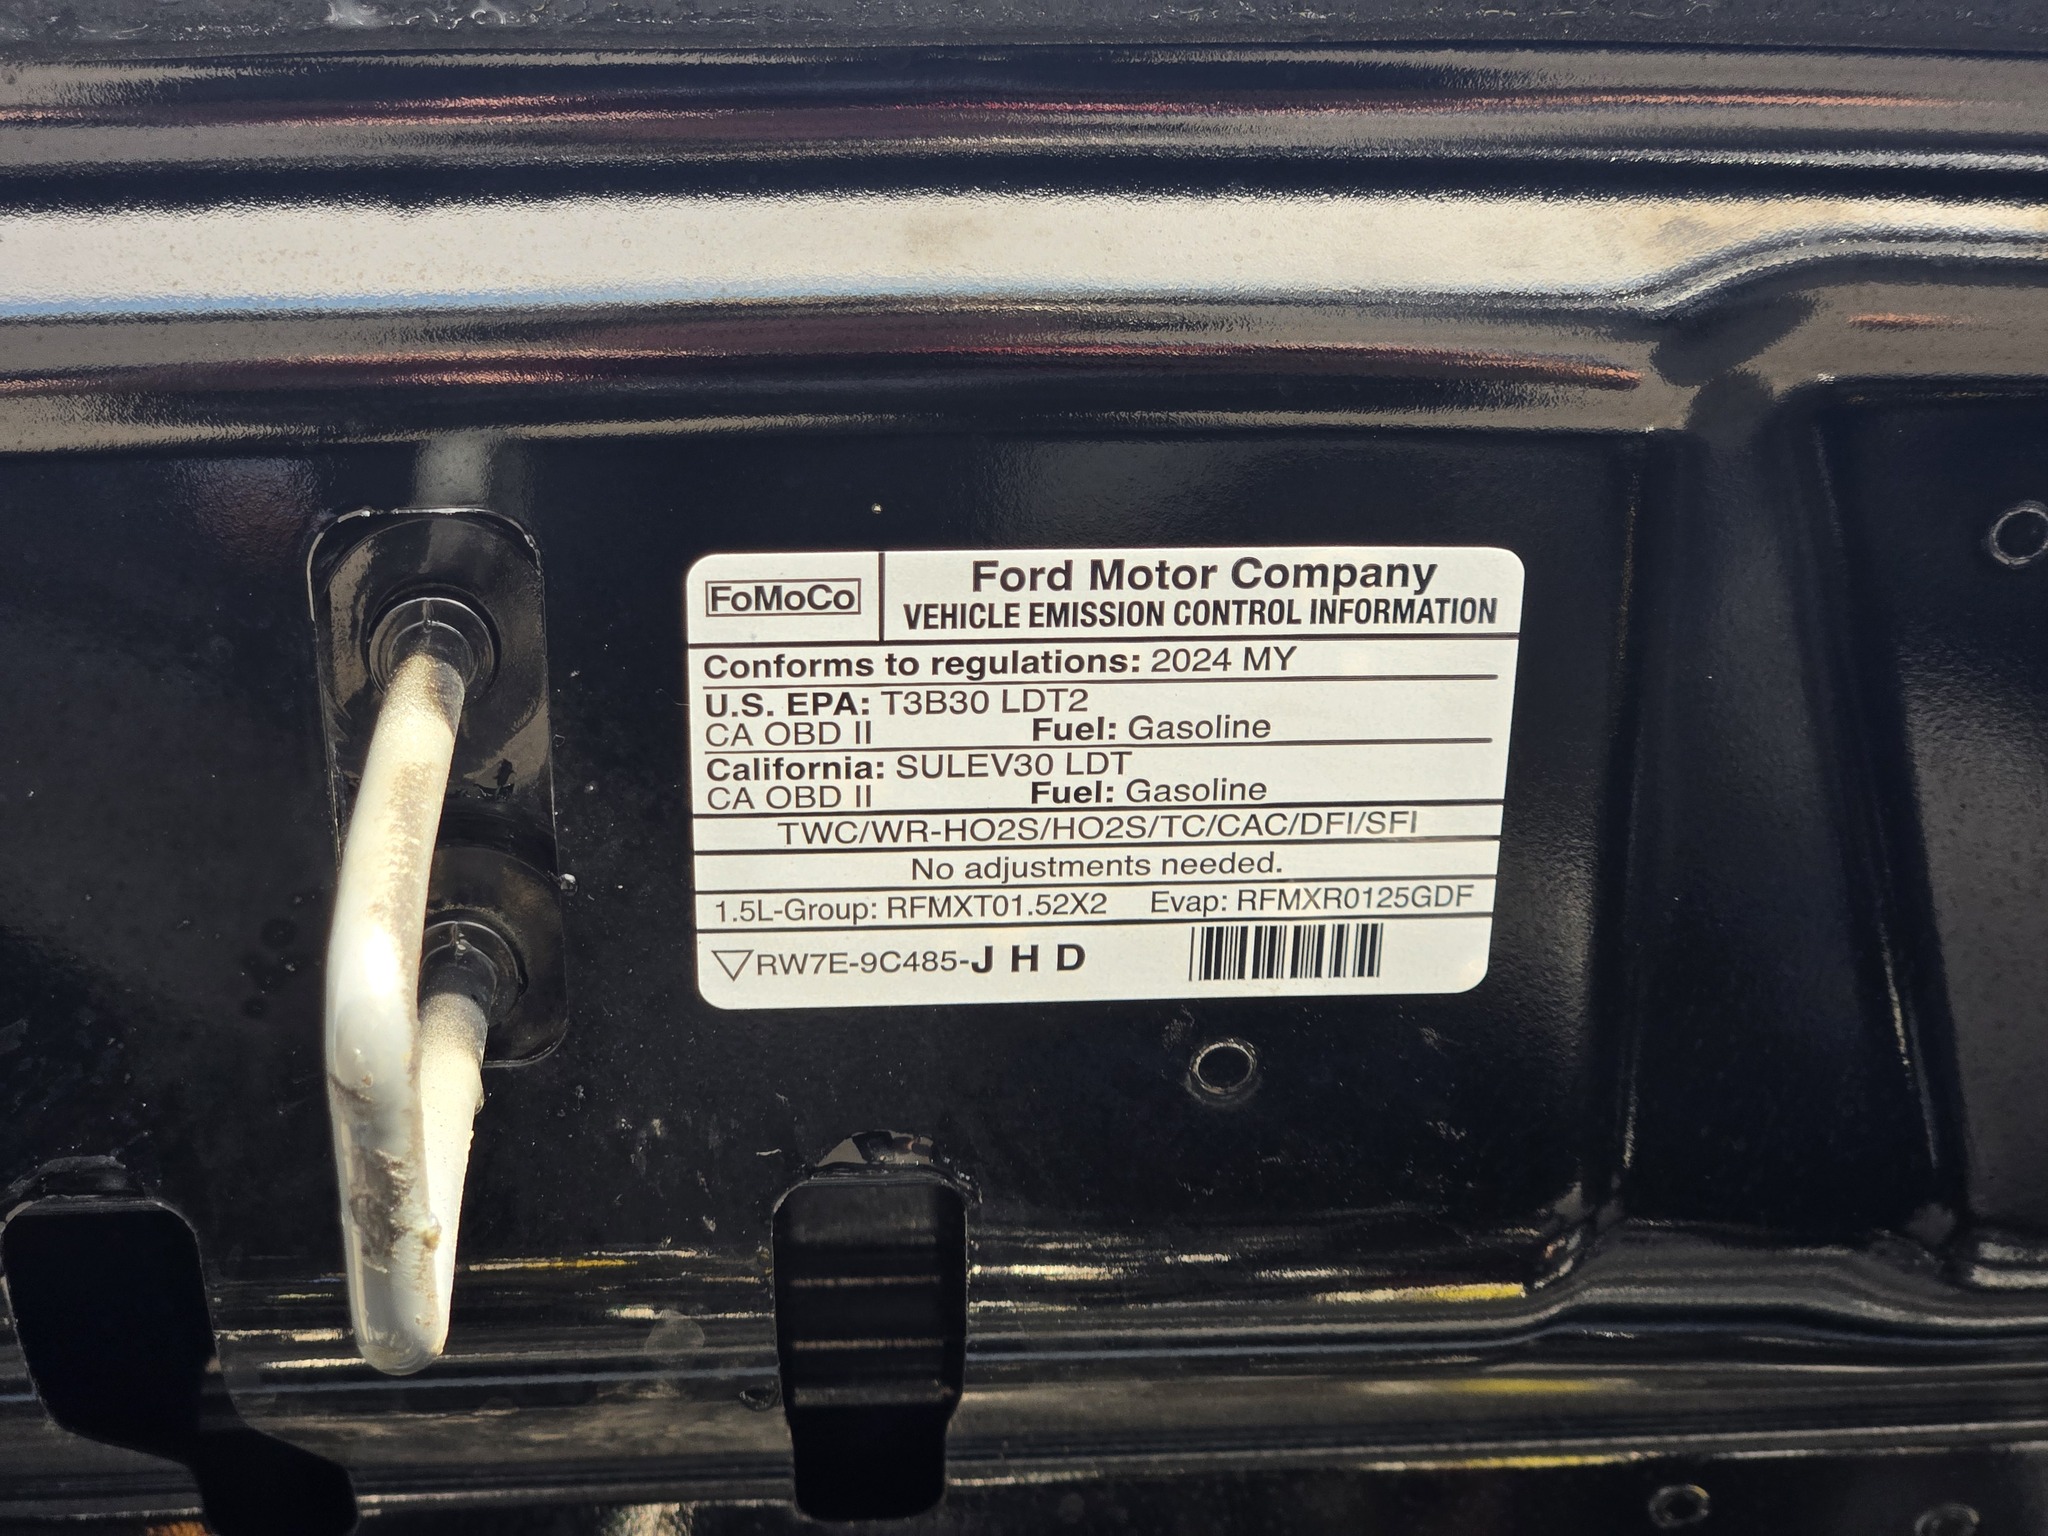 FoMoCo
Ford Motor Company
VEHICLE EMISSION CONTROL INFORMATION
Conforms to regulations: 2024 MY
U.S. EPA: T3B30 LDT2
CA OBD II Fuel: Gasoline
California: SULEV30 LDT
CA OBD II Fuel: Gasoline
TWC/WR-HO2S/HO2S/TC/CAC/DFI/SFI
No adjustments needed.
1.5L-Group: RFMXT01.52X2 Evap: RFMXR0125GDF
RW7E-9C485-J H D